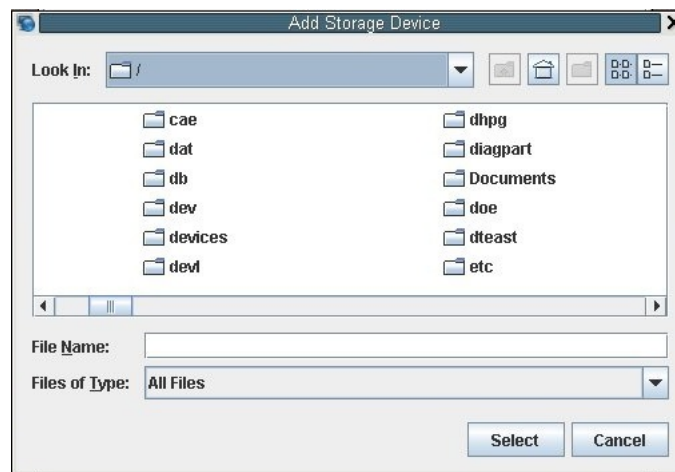 Add Storage Device
Look In: /
cae dhpg
dat diagpart
db Documents
dev doe
devices dteast
devl etc
File Name:
Files of Type: All Files
Select Cancel